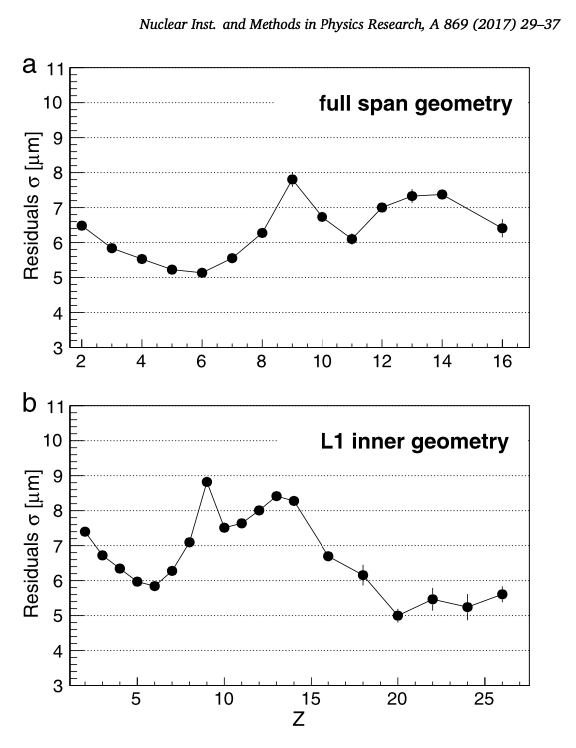 Nuclear Inst. and Methods in Physics Research, A 869 (2017) 29–37
a
full span geometry
Residuals σ [μm]
11
10
9
8
7
6
5
4
3
2 4 6 8 10 12 14 16
b
L1 inner geometry
Residuals σ [μm]
11
10
9
8
7
6
5
4
3
5 10 15 20 25
Z